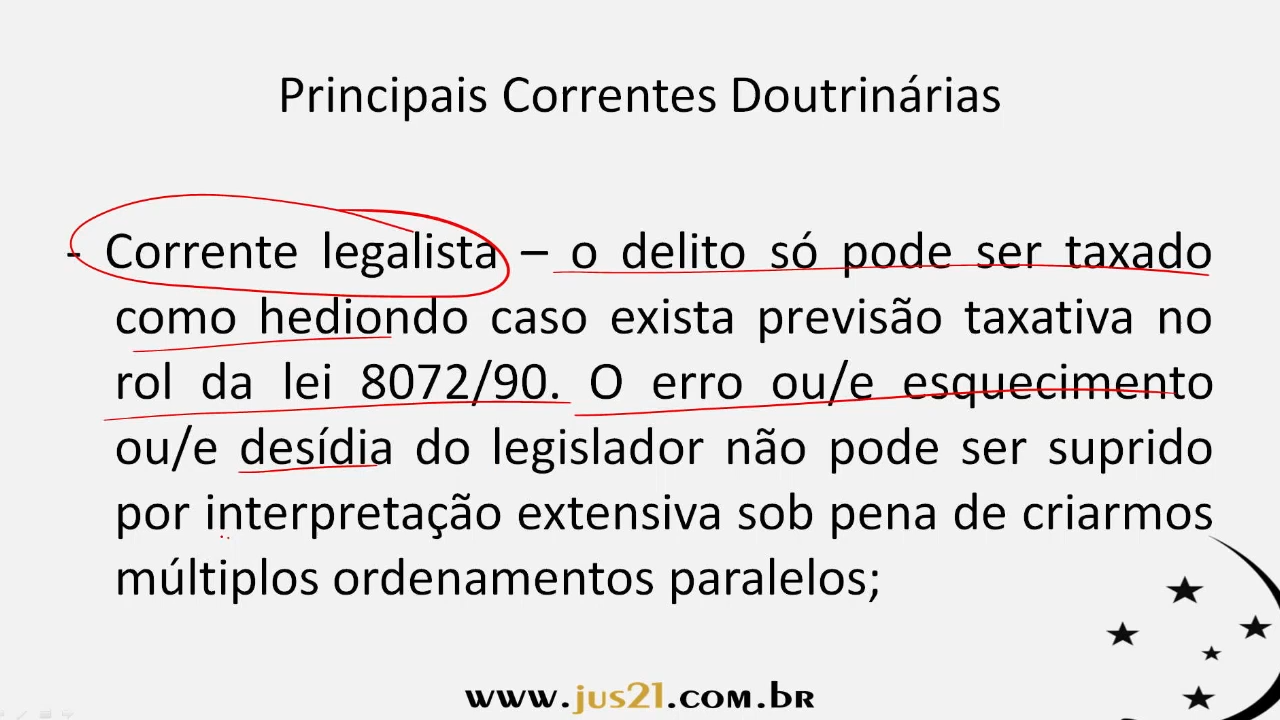 Principais Correntes Doutrinárias
- Corrente legalista – o delito só pode ser taxado
como hediondo caso exista previsão taxativa no
rol da lei 8072/90. O erro ou/e esquecimento
ou/e desídia do legislador não pode ser suprido
por interpretação extensiva sob pena de criarmos
múltiplos ordenamentos paralelos;
www.jus21.com.br